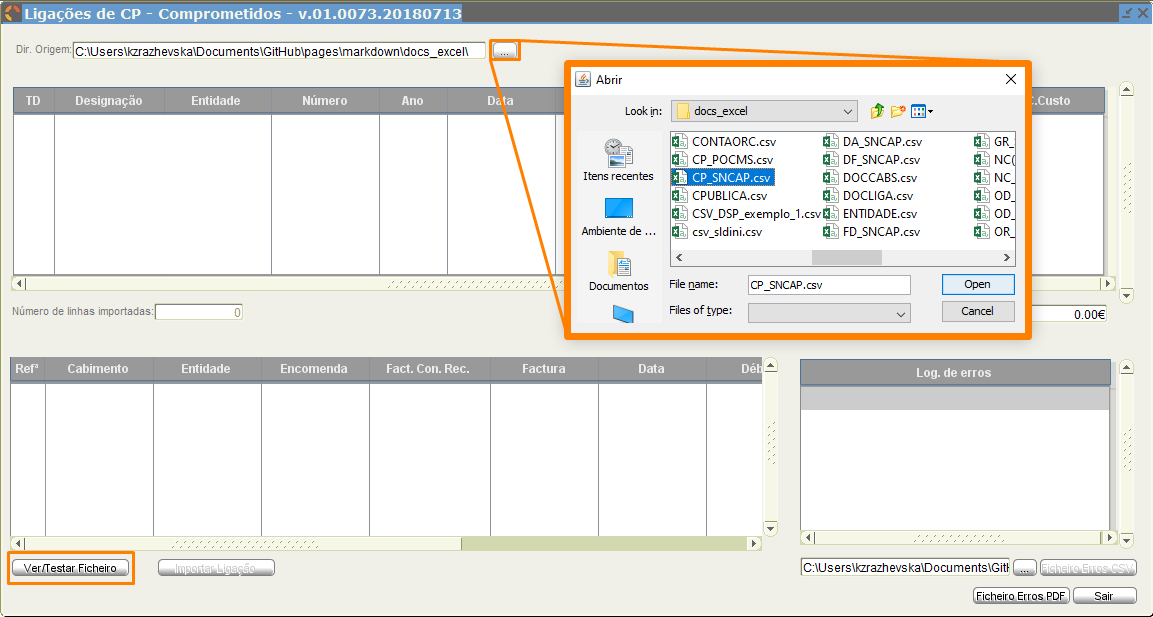 Ligações de CP - Comprometidos - v.01.0073.20180713
Dir. Origem: C:\Users\kzrazhevska\Documents\GitHub\pages\markdown\docs_excel\ ...
TD Designação Entidade Número Ano Data C.Custo
Número de linhas importadas: 0
0.00€
Abrir
Look in: docs_excel
Itens recentes
Ambiente de ...
Documentos
CONTAORC.csv DA_SNCAP.csv GR_
CP_POCMS.csv DF_SNCAP.csv NC(
CP_SNCAP.csv DOCCABS.csv NC_
CPUBLICA.csv DOCLIGA.csv OD_
CSV_DSP_exemplo_1.csv ENTIDADE.csv OD_
csv_sldini.csv FD_SNCAP.csv OR_
File name: CP_SNCAP.csv Open
Files of type: Cancel
Refª Cabimento Entidade Encomenda Fact. Con. Rec. Factura Data Déb
Log. de erros
Ver/Testar Ficheiro Importar Ligação
C:\Users\kzrazhevska\Documents\GitH ... Ficheiro Erros CSV
Ficheiro Erros PDF Sair